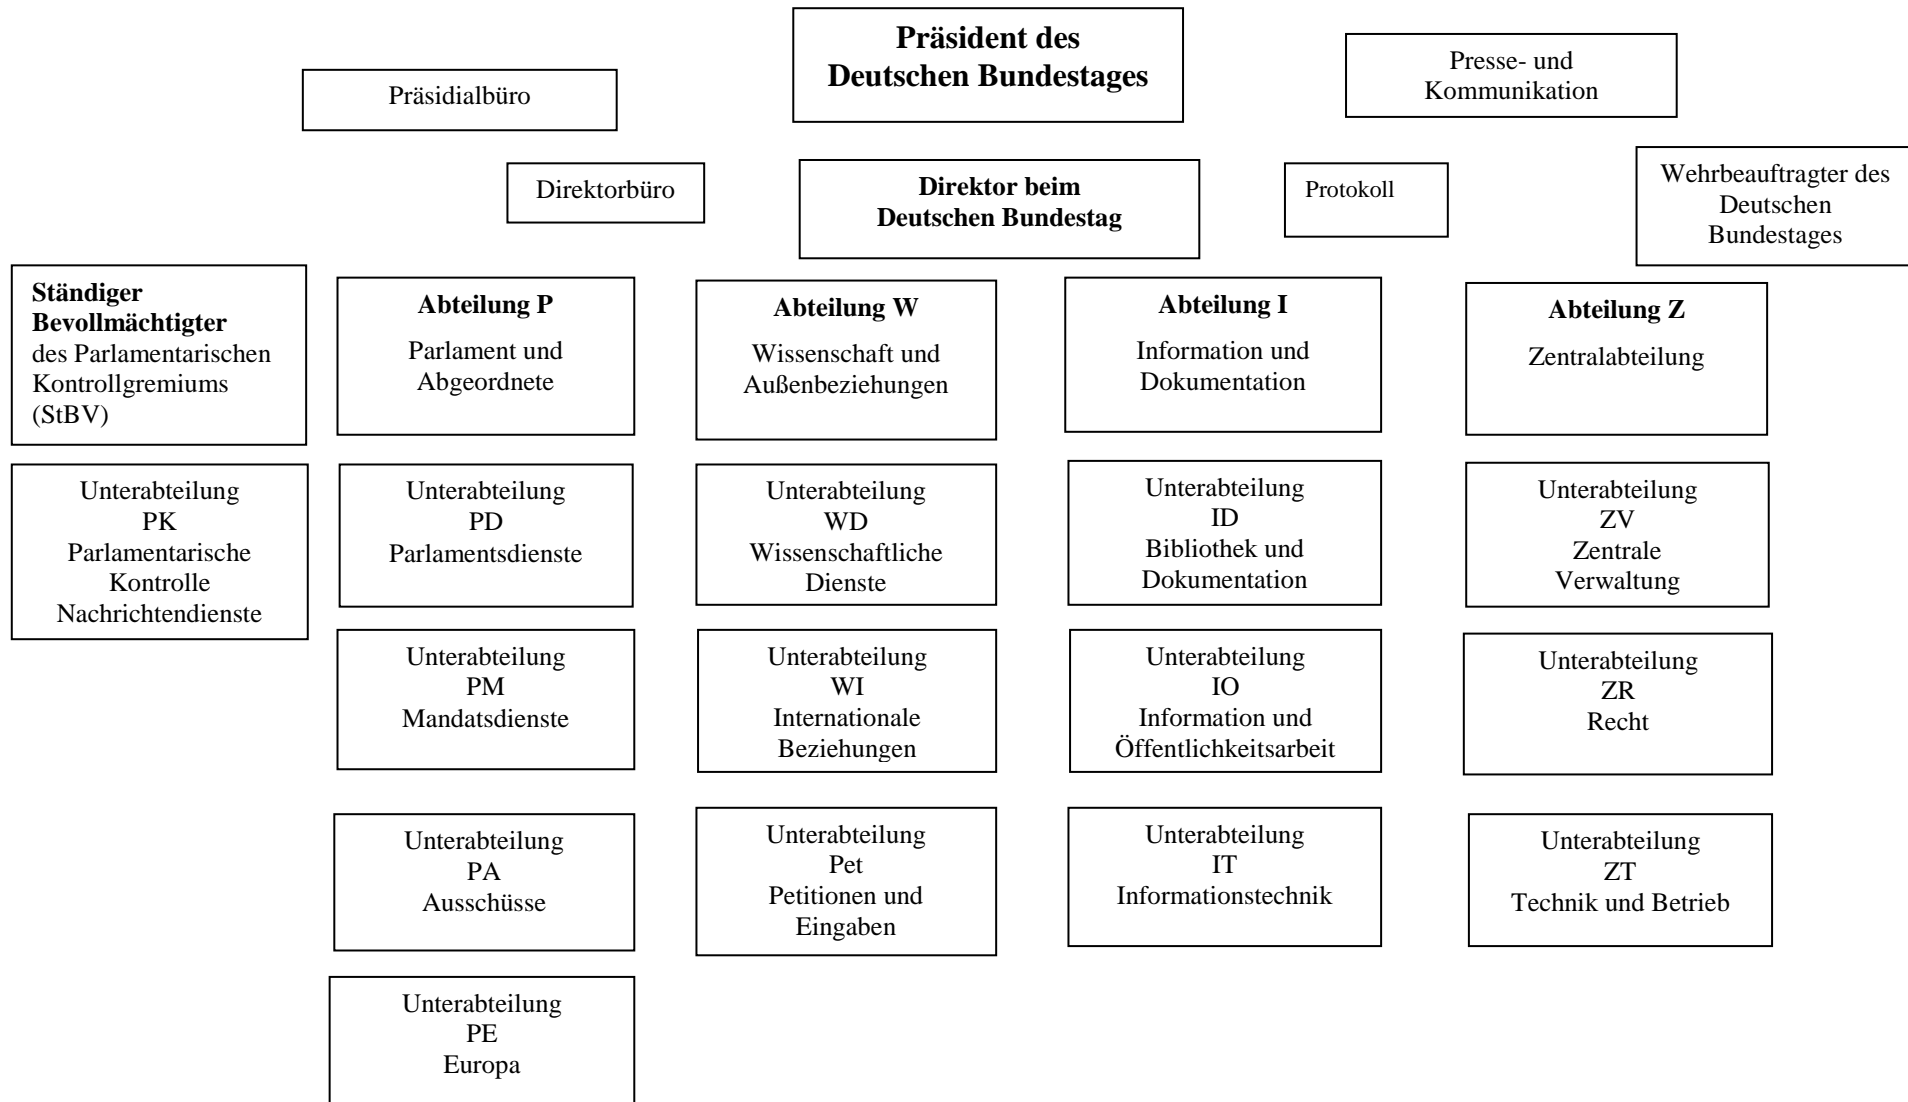 Präsident des
Deutschen Bundestages
Presse- und
Kommunikation
Präsidialbüro
Direktorbüro
Direktor beim
Deutschen Bundestag
Protokoll
Wehrbeauftragter des
Deutschen
Bundestages
Ständiger
Bevollmächtigter
des Parlamentarischen
Kontrollgremiums
(StBV)
Abteilung P
Parlament und
Abgeordnete
Abteilung W
Wissenschaft und
Außenbeziehungen
Abteilung I
Information und
Dokumentation
Abteilung Z
Zentralabteilung
Unterabteilung
PK
Parlamentarische
Kontrolle
Nachrichtendienste
Unterabteilung
PD
Parlamentsdienste
Unterabteilung
WD
Wissenschaftliche
Dienste
Unterabteilung
ID
Bibliothek und
Dokumentation
Unterabteilung
ZV
Zentrale
Verwaltung
Unterabteilung
PM
Mandatsdienste
Unterabteilung
WI
Internationale
Beziehungen
Unterabteilung
IO
Information und
Öffentlichkeitsarbeit
Unterabteilung
ZR
Recht
Unterabteilung
PA
Ausschüsse
Unterabteilung
Pet
Petitionen und
Eingaben
Unterabteilung
IT
Informationstechnik
Unterabteilung
ZT
Technik und Betrieb
Unterabteilung
PE
Europa